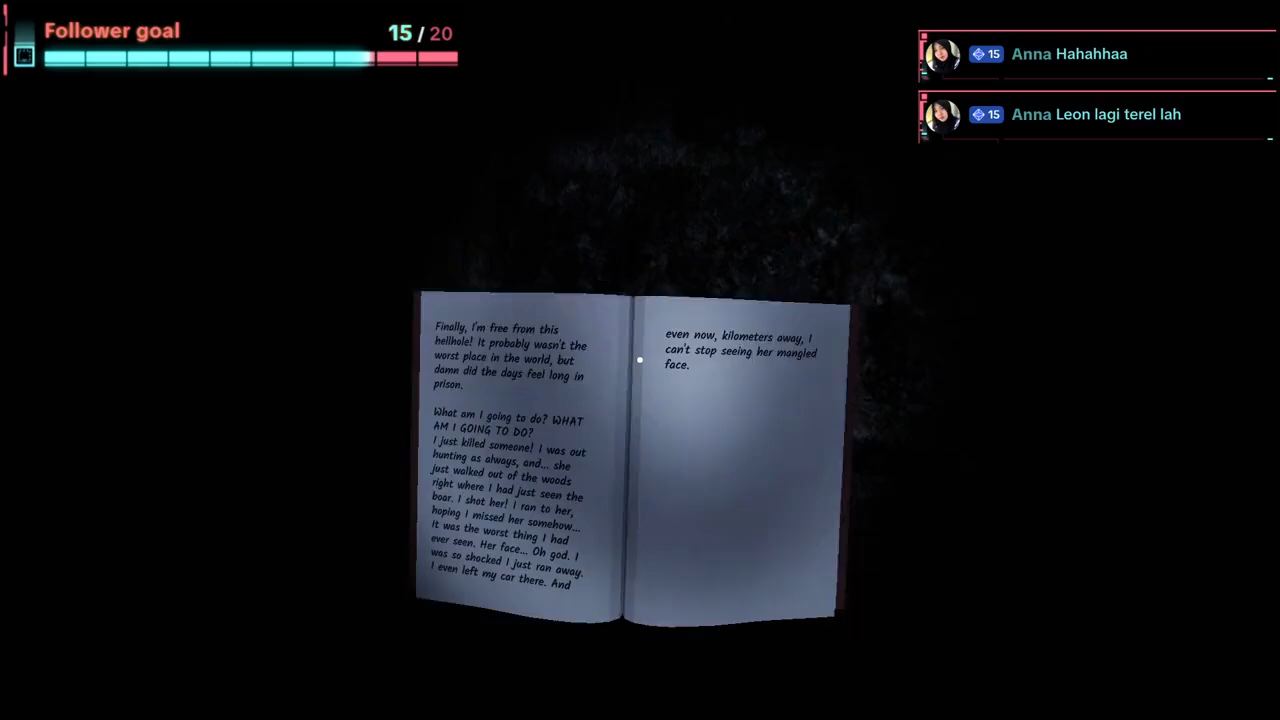 Follower goal
15 / 20
15 Anna Hahahhaa
15 Anna Leon lagi terel lah
Finally, I'm free from this
hellhole! It probably wasn't the
worst place in the world, but
damn did the days feel long in
prison.
What am I going to do? WHAT
AM I GOING TO DO?
I just killed someone! I was out
hunting as always, and... she
just walked out of the woods
right where I had just seen the
boar. I shot her! I ran to her,
hoping I missed her somehow...
It was the worst thing I had
ever seen. Her face... Oh god. I
was so shocked I just ran away.
I even left my car there. And
even now, kilometers away, I
can't stop seeing her mangled
face.